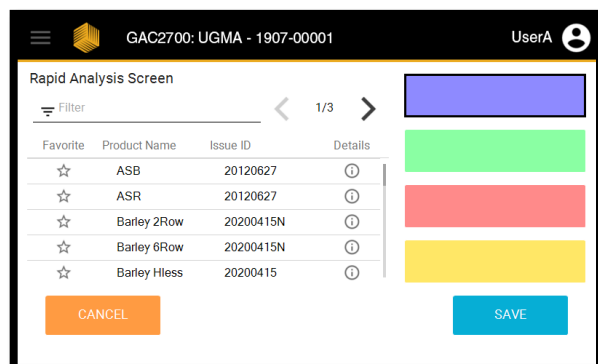 GAC2700: UGMA - 1907-00001
UserA
Rapid Analysis Screen
Filter
1/3
Favorite Product Name Issue ID Details
ASB 20120627
ASR 20120627
Barley 2Row 20200415N
Barley 6Row 20200415N
Barley Hless 20200415
CANCEL
SAVE